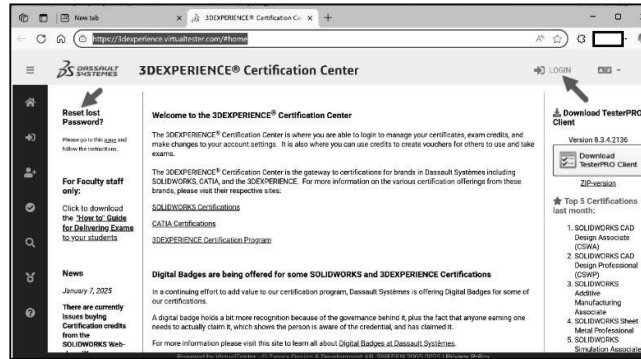 New tab
3DEXPERIENCE® Certification Ce
https://3dexperience.virtualtester.com/#home
DASSAULT
SYSTEMES
3DEXPERIENCE® Certification Center
LOGIN
Reset lost
Password?
Please go to this page and
follow the instructions.
For Faculty staff
only:
Click to download
the "How to" Guide
for Delivering Exams
to your students
News
January 7, 2025
There are currently
issues buying
Certification credits
from the
SOLIDWORKS Web-
Welcome to the 3DEXPERIENCE® Certification Center
The 3DEXPERIENCE® Certification Center is where you are able to login to manage your certificates, exam credits, and
make changes to your account settings. It is also where you can use credits to create vouchers for others to use and take
exams.
The 3DEXPERIENCE® Certification Center is the gateway to certifications for brands in Dassault Systèmes including
SOLIDWORKS, CATIA, and the 3DEXPERIENCE. For more information on the various certification offerings from these
brands, please visit their respective sites:
SOLIDWORKS Certifications
CATIA Certifications
3DEXPERIENCE Certification Program
Digital Badges are being offered for some SOLIDWORKS and 3DEXPERIENCE Certifications
In a continuing effort to add value to our certification program, Dassault Systèmes is offering Digital Badges for some of
our certifications.
A digital badge holds a bit more recognition because of the governance behind it, plus the fact that anyone earning one
needs to actually claim it, which shows the person is aware of the credential, and has claimed it.
For more information please visit this site to learn all about Digital Badges at Dassault Systèmes.
Download TesterPRO
Client
Version 8.3.4.2136
Download
TesterPRO Client
ZIP-version
Top 5 Certifications
last month:
1. SOLIDWORKS CAD
Design Associate
(CSWA)
2. SOLIDWORKS CAD
Design Professional
(CSWP)
3. SOLIDWORKS
Additive
Manufacturing
Associate
4. SOLIDWORKS Sheet
Metal Professional
5. SOLIDWORKS
Simulation Associate
Powered by VirtualTester - © Tangix Design & Development AB, SWEDEN 2005-2025 | Privacy Policy